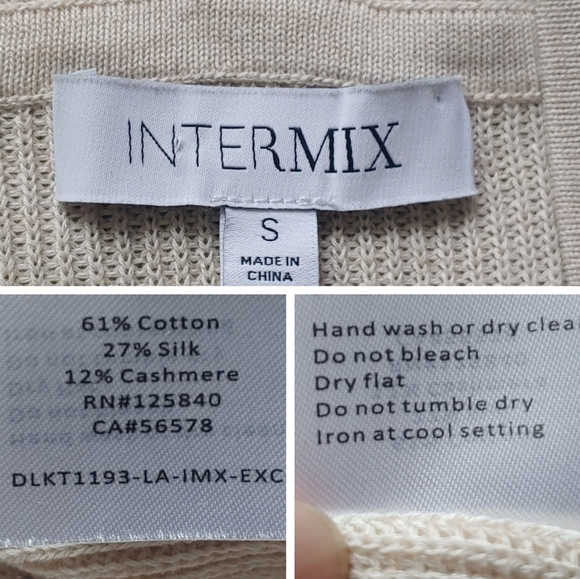 INTERMIX
S
MADE IN
CHINA
61% Cotton
27% Silk
12% Cashmere
RN#125840
CA#56578
DLKT1193-LA-IMX-EXC
Hand wash or dry clea
Do not bleach
Dry flat
Do not tumble dry
Iron at cool setting